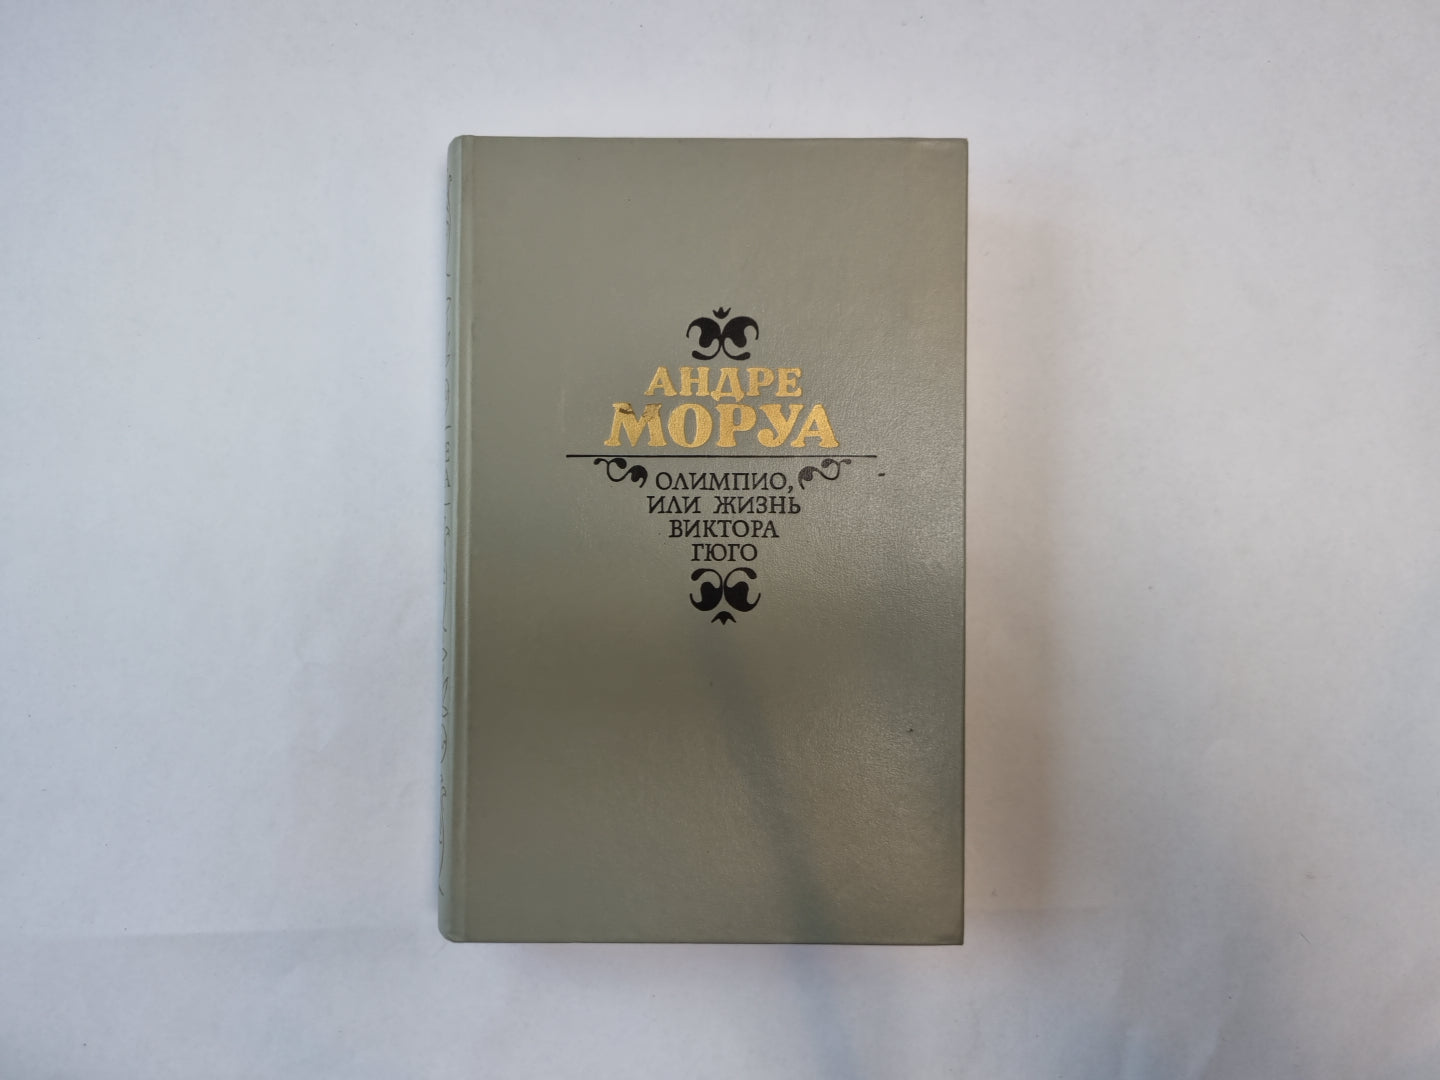 АНДРЕ
МОРУА
ОЛИМПИО,
ИЛИ ЖИЗНЬ
ВИКТОРА
ГЮГО